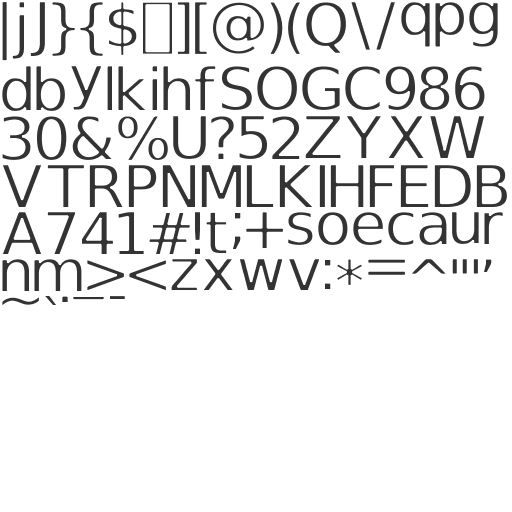 |jJ}{$▯][@)(Q\/qpg
dbylkihfSOGC986
30&%U?52ZYXW
VTRPNMLKIHFEDB
A741#!t;+soecaur
nm><zxwv:*=^"',
~`._-